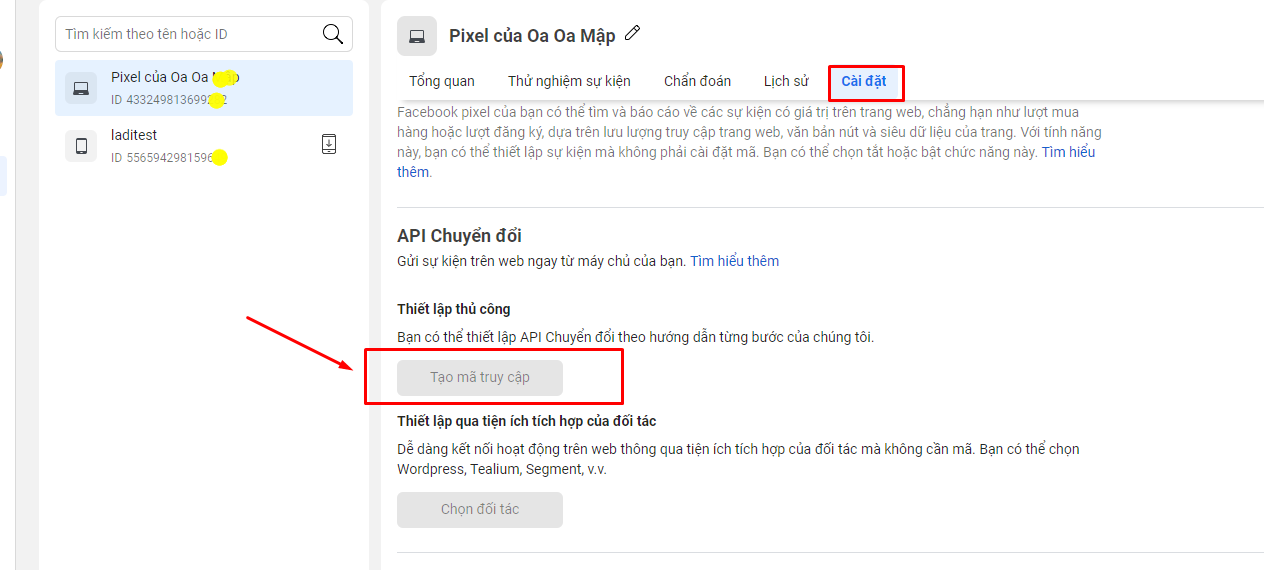 Tìm kiếm theo tên hoặc ID
Pixel của Oa Oa
ID
laditest
ID
Pixel của Oa Oa Mập
Tổng quan
Thử nghiệm sự kiện
Chẩn đoán
Lịch sử
Cài đặt
Facebook pixel của bạn có thể tìm và báo cáo về các sự kiện có giá trị trên trang web, chẳng hạn như lượt mua
hàng hoặc lượt đăng ký, dựa trên lưu lượng truy cập trang web, văn bản nút và siêu dữ liệu của trang. Với tính năng
này, bạn có thể thiết lập sự kiện mà không phải cài đặt mã. Bạn có thể chọn tắt hoặc bật chức năng này. Tìm hiểu
thêm.
API Chuyển đổi
Gửi sự kiện trên web ngay từ máy chủ của bạn. Tìm hiểu thêm
Thiết lập thủ công
Bạn có thể thiết lập API Chuyển đổi theo hướng dẫn từng bước của chúng tôi.
Tạo mã truy cập
Thiết lập qua tiện ích tích hợp của đối tác
Dễ dàng kết nối hoạt động trên web thông qua tiện ích tích hợp của đối tác mà không cần mã. Bạn có thể chọn
Wordpress, Tealium, Segment, v.v.
Chọn đối tác